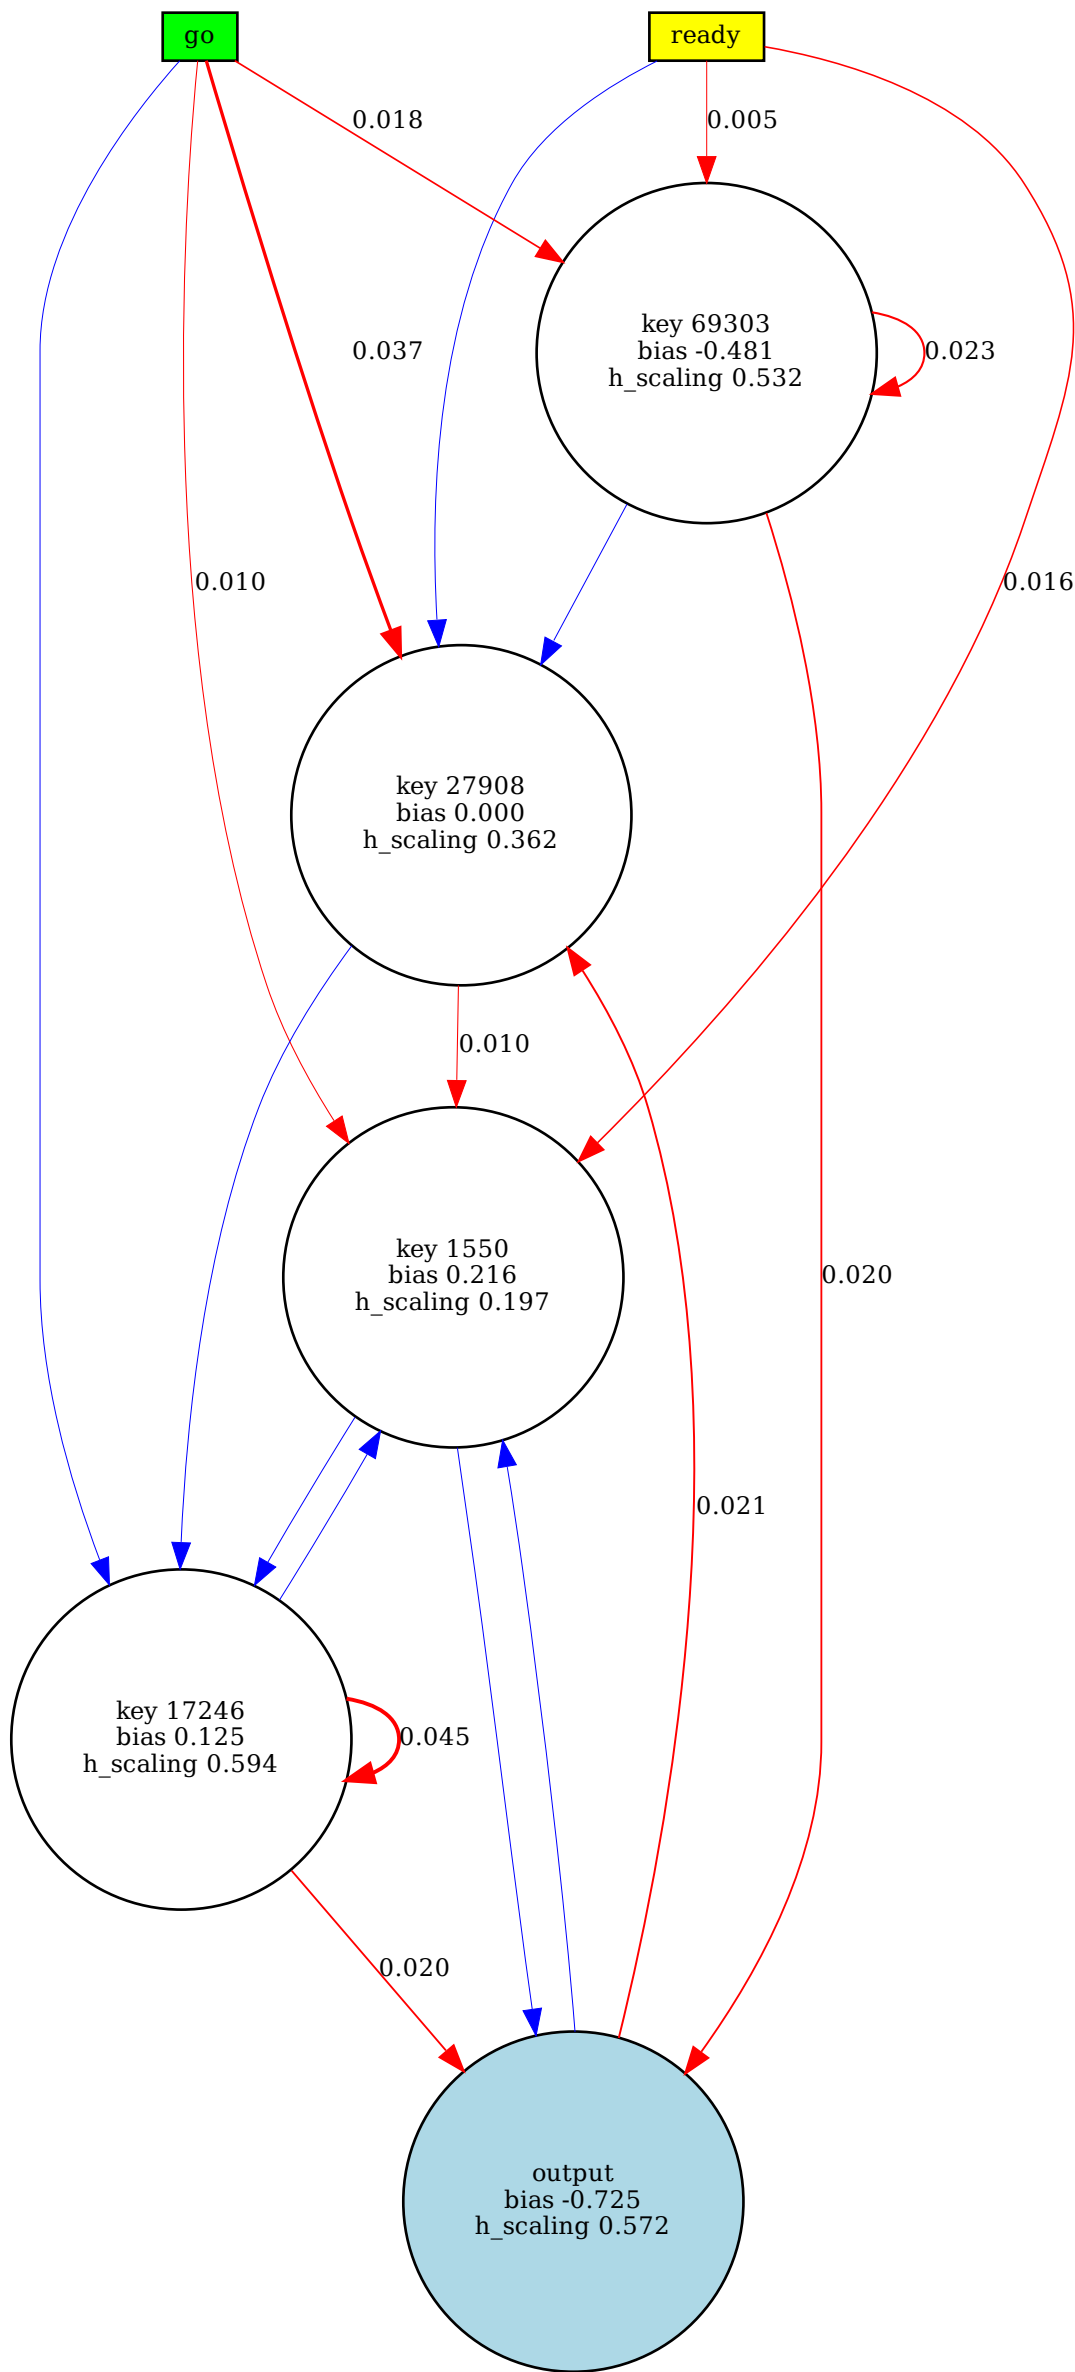 go
ready
0.018
0.005
key 69303
bias -0.481
h_scaling 0.532
0.037
0.023
0.010
0.016
key 27908
bias 0.000
h_scaling 0.362
0.010
key 1550
bias 0.216
h_scaling 0.197
0.020
0.021
key 17246
bias 0.125
h_scaling 0.594
0.045
0.020
output
bias -0.725
h_scaling 0.572